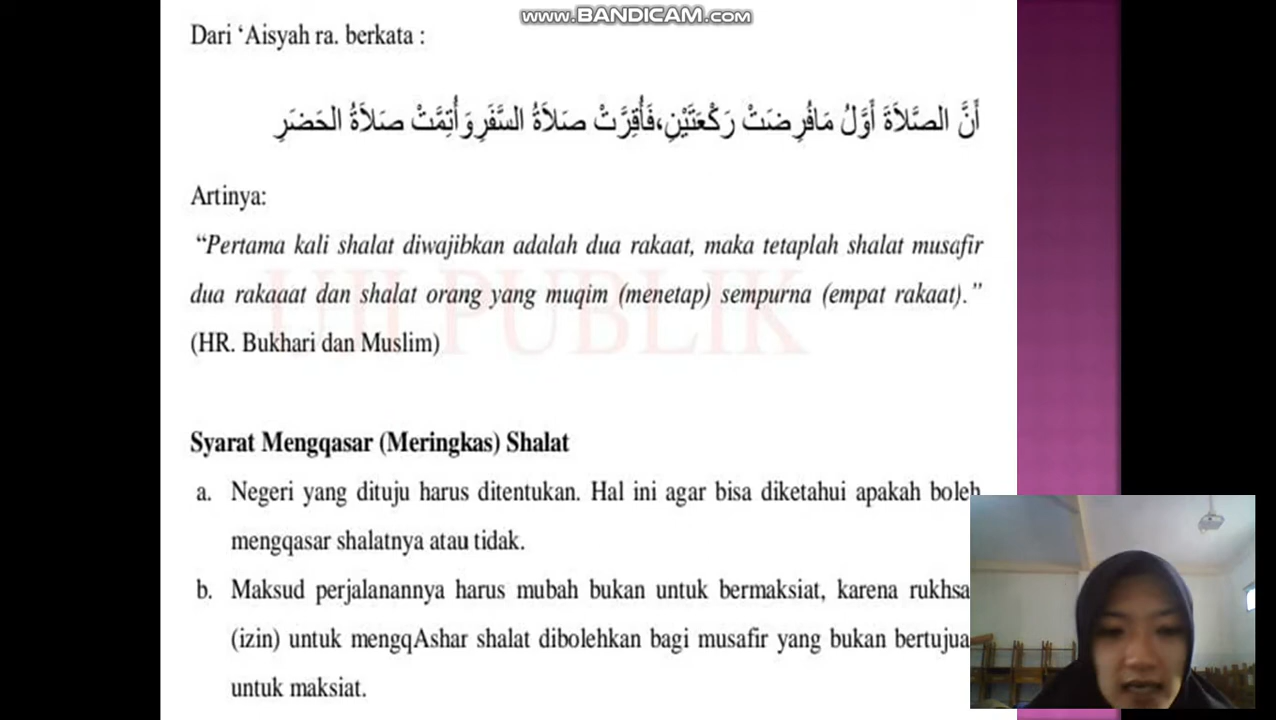 WWW.BANDICAM.COM
Dari ‘Aisyah ra. berkata :
أَنَّ الصَّلاَةَ أَوَّلُ مَافُرِضَتْ رَكْعَتَيْنِ،فَأُقِرَّتْ صَلاَةُ السَّفَرِوَأُتِمَّتْ صَلاَةُ الحَضَرِ
Artinya:
“Pertama kali shalat diwajibkan adalah dua rakaat, maka tetaplah shalat musafir
dua rakaaat dan shalat orang yang muqim (menetap) sempurna (empat rakaat).”
UII PUBLIK
(HR. Bukhari dan Muslim)
Syarat Mengqasar (Meringkas) Shalat
a. Negeri yang dituju harus ditentukan. Hal ini agar bisa diketahui apakah boleh
mengqasar shalatnya atau tidak.
b. Maksud perjalanannya harus mubah bukan untuk bermaksiat, karena rukhsa
(izin) untuk mengqAshar shalat dibolehkan bagi musafir yang bukan bertujua
untuk maksiat.